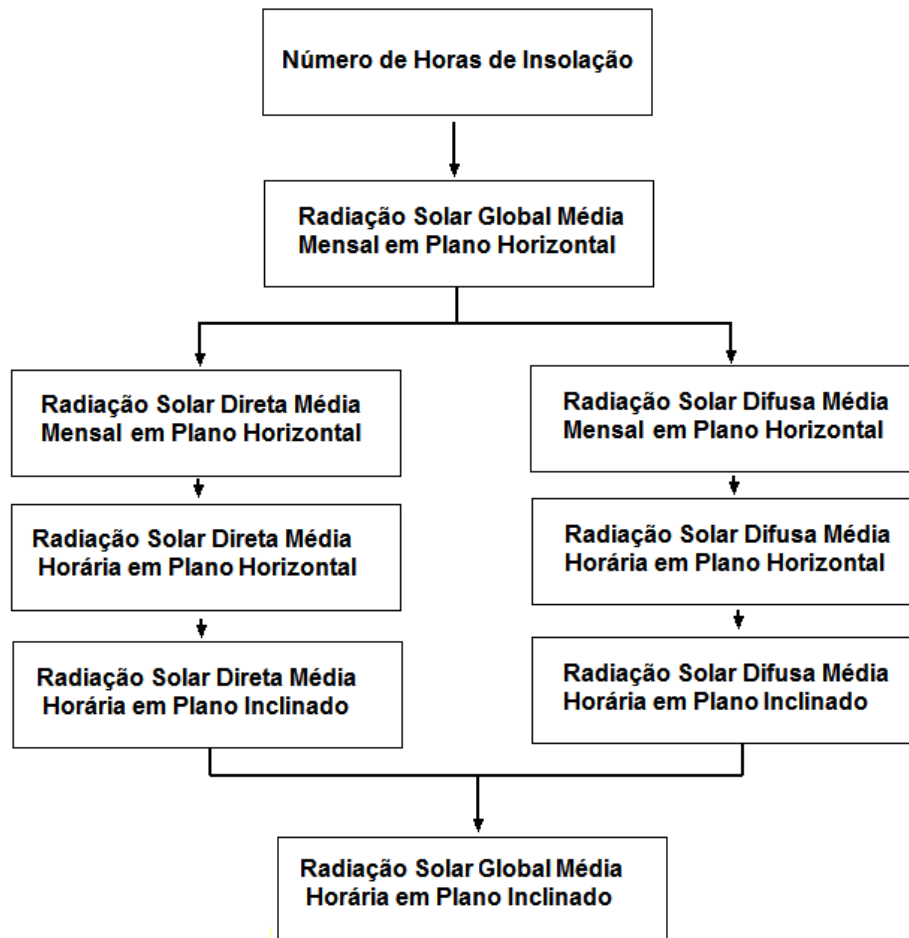 Número de Horas de Insolação
Radiação Solar Global Média
Mensal em Plano Horizontal
Radiação Solar Direta Média
Mensal em Plano Horizontal
Radiação Solar Difusa Média
Mensal em Plano Horizontal
Radiação Solar Direta Média
Horária em Plano Horizontal
Radiação Solar Difusa Média
Horária em Plano Horizontal
Radiação Solar Direta Média
Horária em Plano Inclinado
Radiação Solar Difusa Média
Horária em Plano Inclinado
Radiação Solar Global Média
Horária em Plano Inclinado